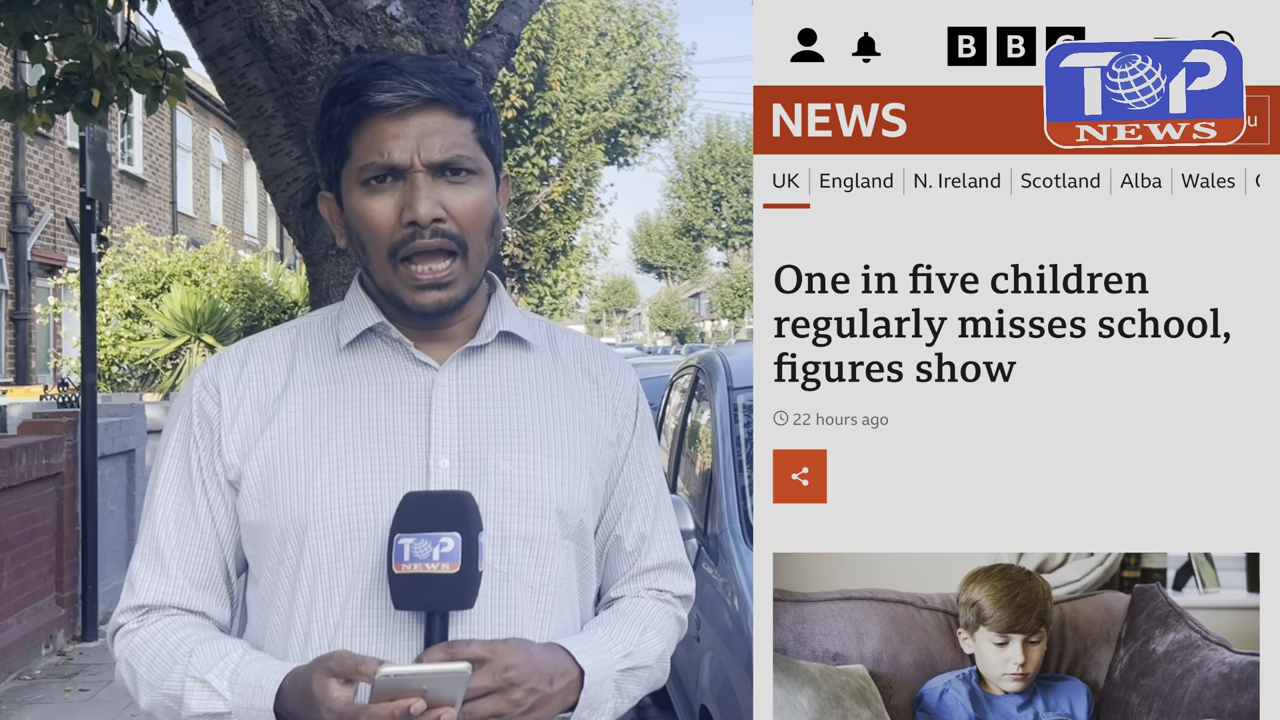 BB
TOP
NEWS
NEWS
UK
England
N. Ireland
Scotland
Alba
Wales
One in five children
regularly misses school,
figures show
22 hours ago
TOP
NEWS